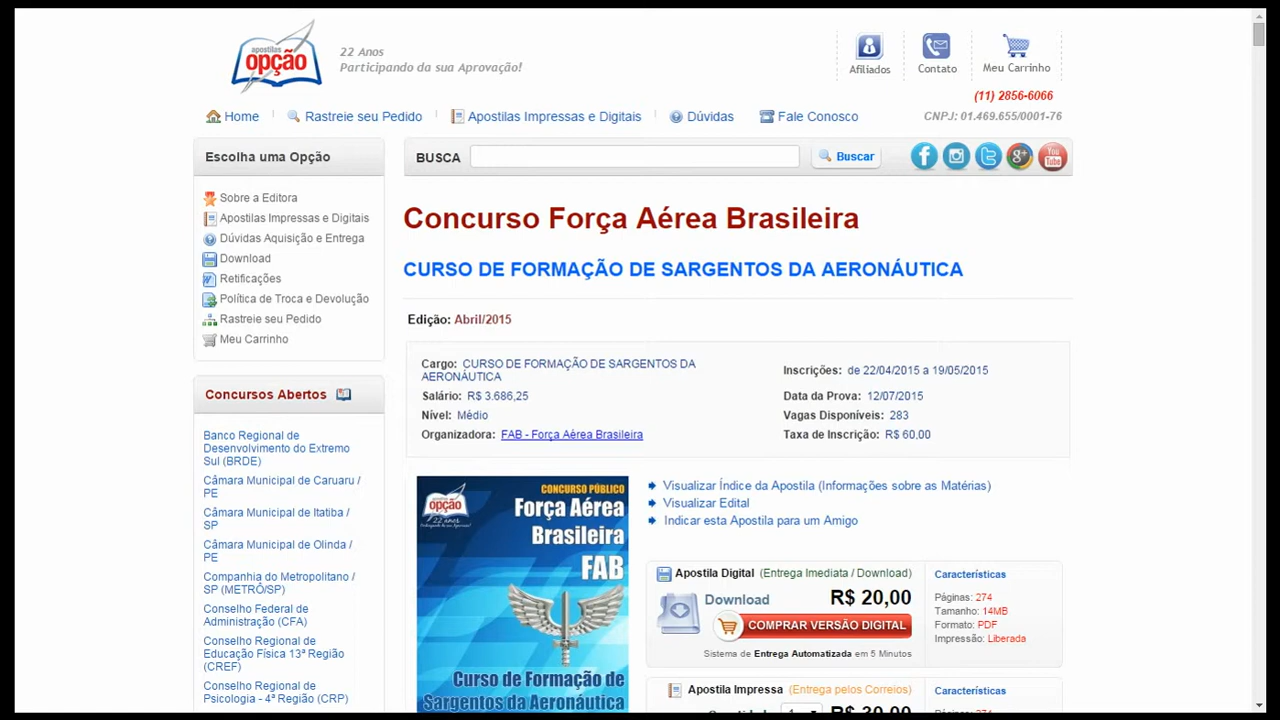 apostilas
opção
22 Anos
Participando da sua Aprovação!
Afiliados
Contato
Meu Carrinho
(11) 2856-6066
Home
Rastreie seu Pedido
Apostilas Impressas e Digitais
Dúvidas
Fale Conosco
CNPJ: 01.469.655/0001-76
Escolha uma Opção
Sobre a Editora
Apostilas Impressas e Digitais
Dúvidas Aquisição e Entrega
Download
Retificações
Política de Troca e Devolução
Rastreie seu Pedido
Meu Carrinho
Concursos Abertos
Banco Regional de
Desenvolvimento do Extremo
Sul (BRDE)
Câmara Municipal de Caruaru /
PE
Câmara Municipal de Itatiba /
SP
Câmara Municipal de Olinda /
PE
Companhia do Metropolitano /
SP (METRÔ/SP)
Conselho Federal de
Administração (CFA)
Conselho Regional de
Educação Física 13ª Região
(CREF)
Conselho Regional de
Psicologia - 4ª Região (CRP)
BUSCA
Buscar
You
Tube
Concurso Força Aérea Brasileira
CURSO DE FORMAÇÃO DE SARGENTOS DA AERONÁUTICA
Edição: Abril/2015
Cargo: CURSO DE FORMAÇÃO DE SARGENTOS DA
AERONÁUTICA
Salário: R$ 3.686,25
Nível: Médio
Organizadora: FAB - Força Aérea Brasileira
Inscrições: de 22/04/2015 a 19/05/2015
Data da Prova: 12/07/2015
Vagas Disponíveis: 283
Taxa de Inscrição: R$ 60,00
opção
22 anos
CONCURSO PÚBLICO
Força Aérea
Brasileira
FAB
Curso de Formação de
Sargentos da Aeronáutica
Visualizar Índice da Apostila (Informações sobre as Matérias)
Visualizar Edital
Indicar esta Apostila para um Amigo
Apostila Digital (Entrega Imediata / Download)
Download
R$ 20,00
COMPRAR VERSÃO DIGITAL
Sistema de Entrega Automatizada em 5 Minutos
Características
Páginas: 274
Tamanho: 14MB
Formato: PDF
Impressão: Liberada
Apostila Impressa (Entrega pelos Correios)
Quantidade 1
R$ 30,00
Características
Páginas: 274